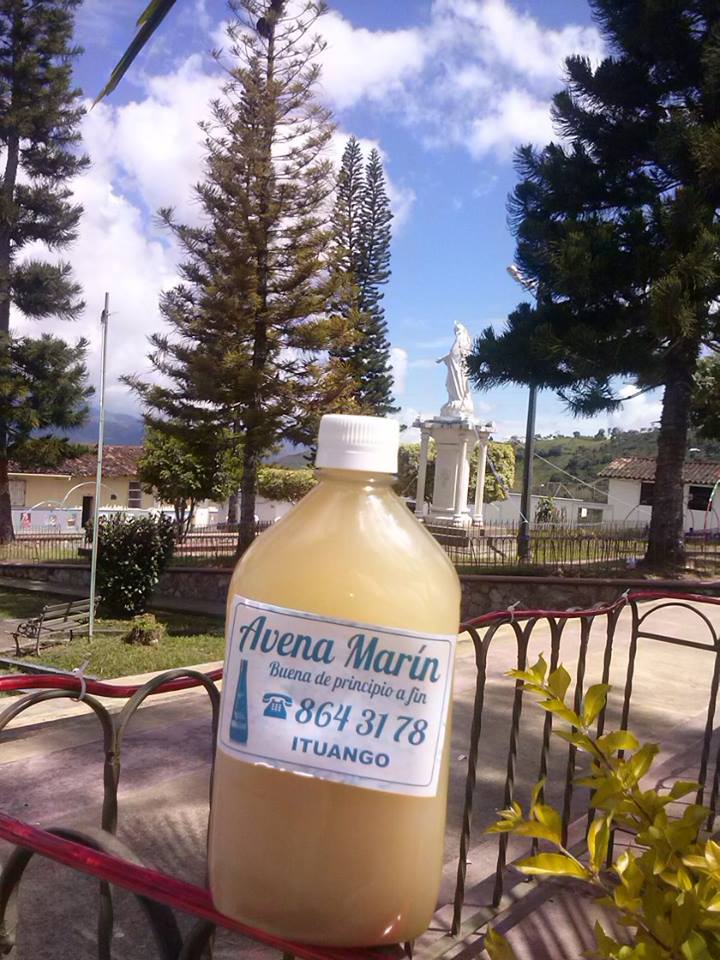 Avena Marín
Buena de principio a fin
☎ 864 31 78
ITUANGO